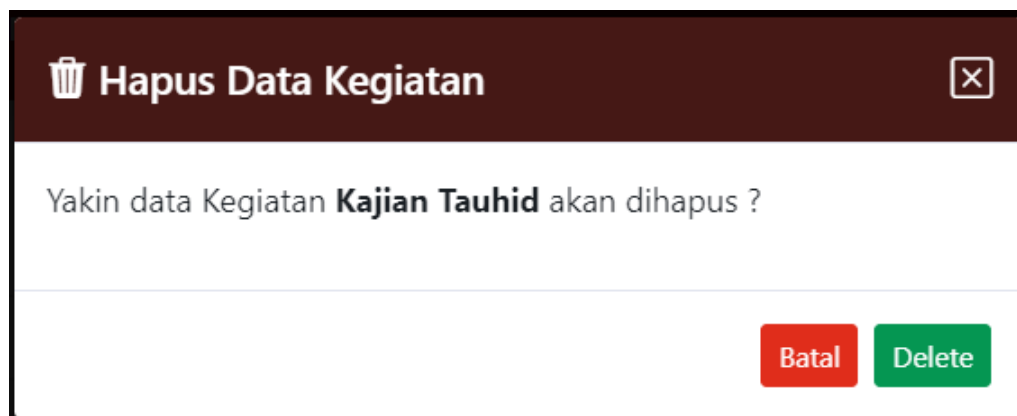 Hapus Data Kegiatan
Yakin data Kegiatan Kajian Tauhid akan dihapus ?
Batal Delete